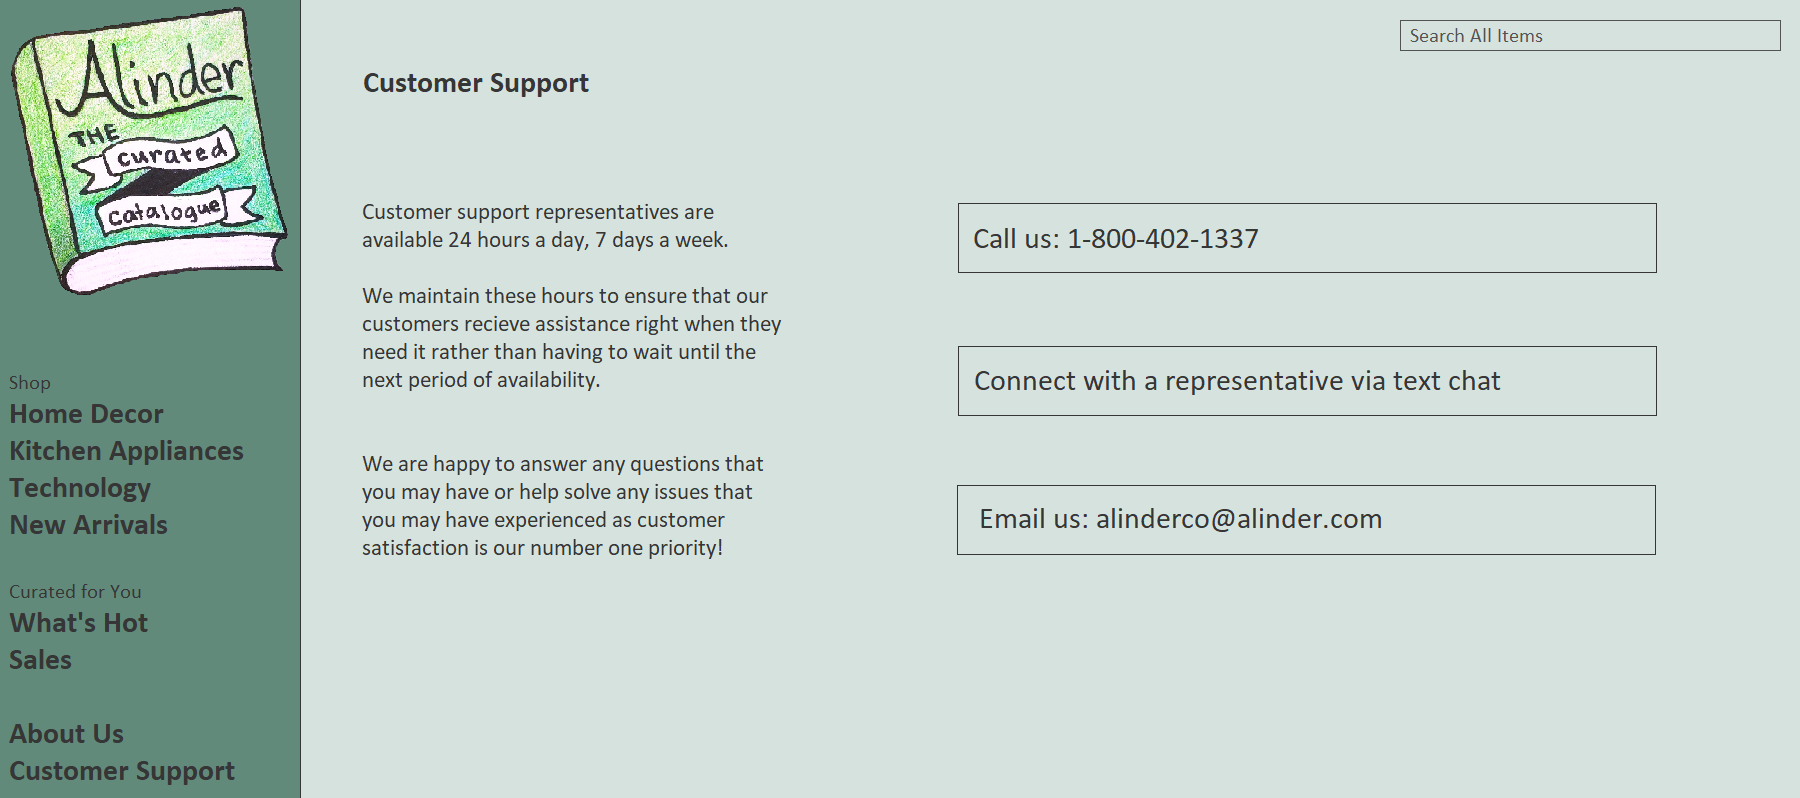 Alinder
THE
curated
catalogue
Shop
Home Decor
Kitchen Appliances
Technology
New Arrivals
Curated for You
What's Hot
Sales
About Us
Customer Support
Search All Items
Customer Support
Customer support representatives are
available 24 hours a day, 7 days a week.
We maintain these hours to ensure that our
customers recieve assistance right when they
need it rather than having to wait until the
next period of availability.
We are happy to answer any questions that
you may have or help solve any issues that
you may have experienced as customer
satisfaction is our number one priority!
Call us: 1-800-402-1337
Connect with a representative via text chat
Email us: alinderco@alinder.com